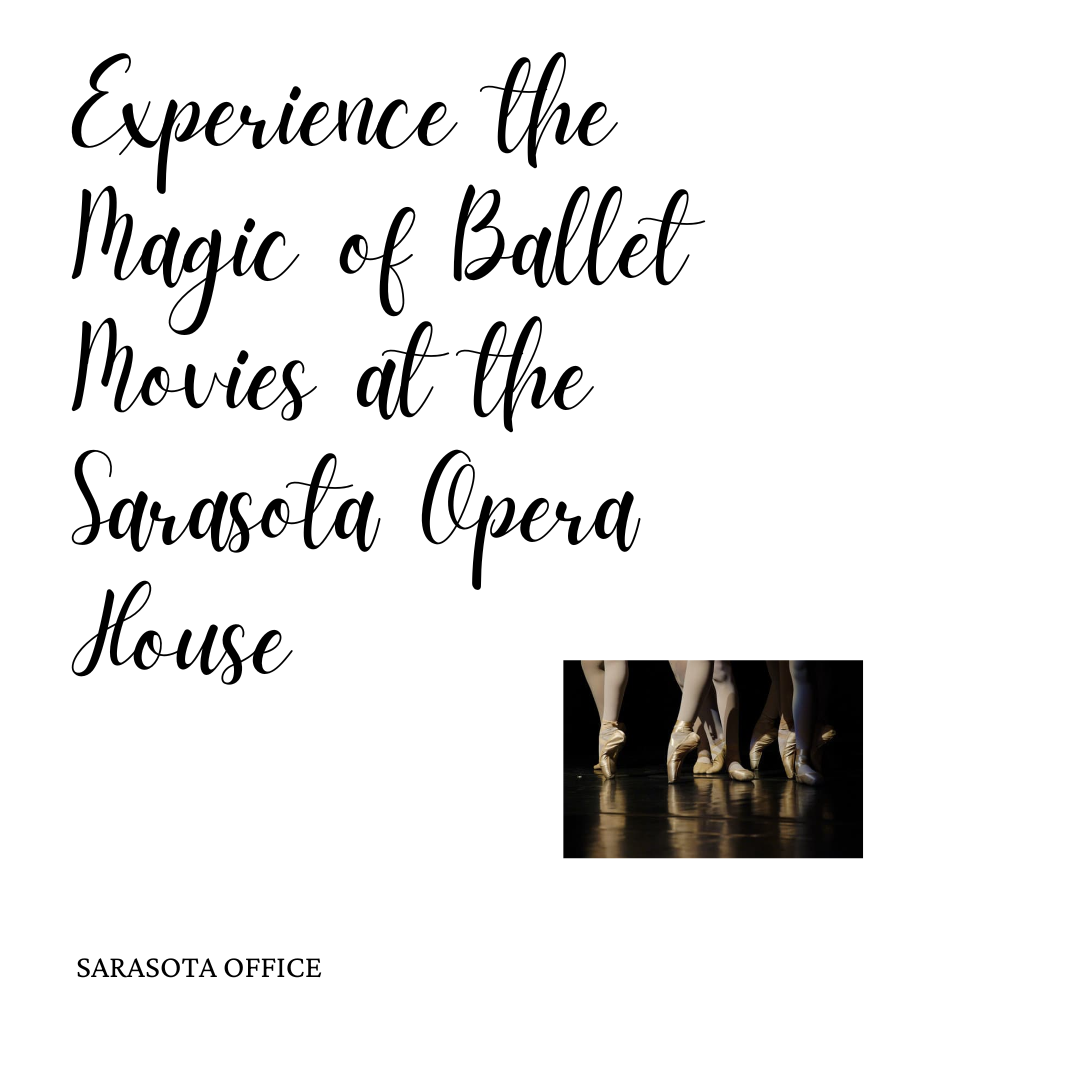 Experience the
Magic of Ballet
Movies at the
Sarasota Opera
House
SARASOTA OFFICE